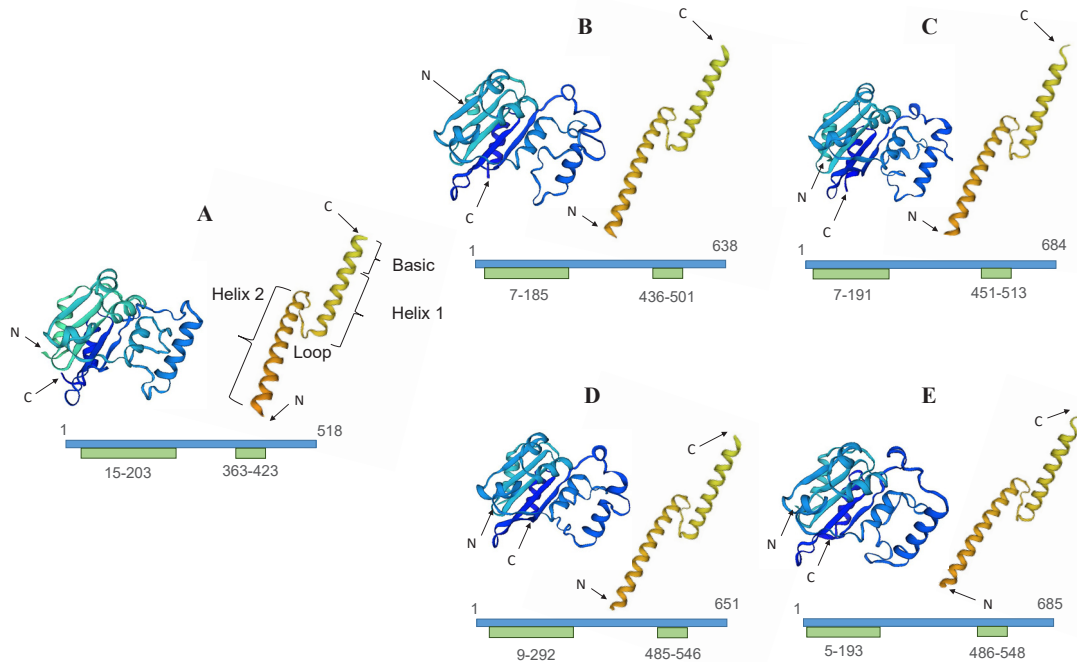 A
N
C
C
Helix 2
Basic
Helix 1
Loop
N
1
518
15-203
363-423
B
N
C
C
N
1
638
7-185
436-501
C
N
C
C
N
1
684
7-191
451-513
D
N
C
C
N
1
651
9-292
485-546
E
N
C
C
N
1
685
5-193
486-548